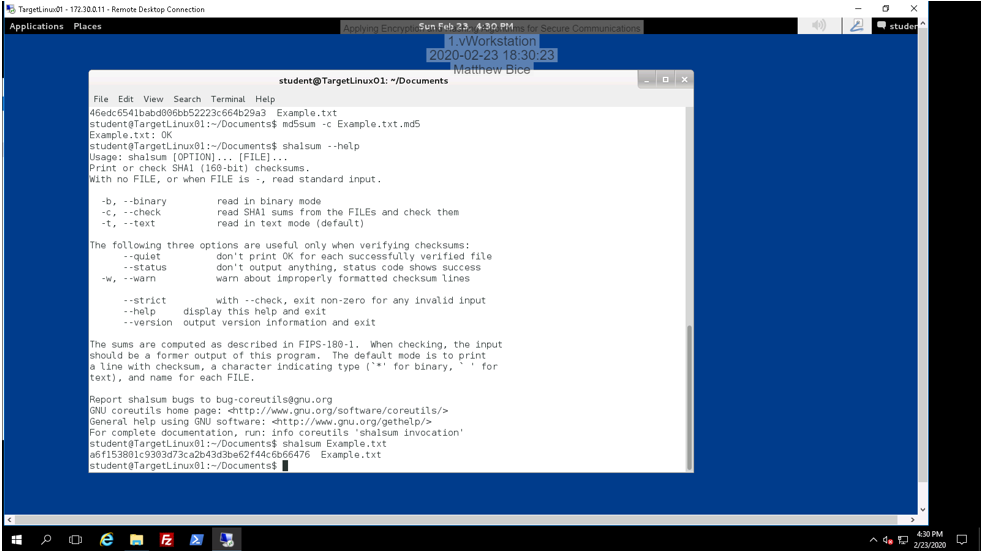 TargetLinux01 - 172.30.0.11 - Remote Desktop Connection
Applications Places
Sun Feb 23, 4:30 PM
studen
Applying Encryption and Hashing Algorithms for Secure Communications
1.vWorkstation
2020-02-23 18:30:23
Matthew Bice
student@TargetLinux01: ~/Documents
File Edit View Search Terminal Help
46edc6541babd006bb52223c664b29a3 Example.txt
student@TargetLinux01:~/Documents$ md5sum -c Example.txt.md5
Example.txt: OK
student@TargetLinux01:~/Documents$ sha1sum --help
Usage: sha1sum [OPTION]... [FILE]...
Print or check SHA1 (160-bit) checksums.
With no FILE, or when FILE is -, read standard input.
-b, --binary read in binary mode
-c, --check read SHA1 sums from the FILEs and check them
-t, --text read in text mode (default)
The following three options are useful only when verifying checksums:
--quiet don't print OK for each successfully verified file
--status don't output anything, status code shows success
-w, --warn warn about improperly formatted checksum lines
--strict with --check, exit non-zero for any invalid input
--help display this help and exit
--version output version information and exit
The sums are computed as described in FIPS-180-1. When checking, the input
should be a former output of this program. The default mode is to print
a line with checksum, a character indicating type (`*' for binary, ` ' for
text), and name for each FILE.
Report sha1sum bugs to bug-coreutils@gnu.org
GNU coreutils home page: <http://www.gnu.org/software/coreutils/>
General help using GNU software: <http://www.gnu.org/gethelp/>
For complete documentation, run: info coreutils 'sha1sum invocation'
student@TargetLinux01:~/Documents$ sha1sum Example.txt
a6f153801c9303d73ca2b43d3be62f44c6b66476 Example.txt
student@TargetLinux01:~/Documents$
4:30 PM
2/23/2020